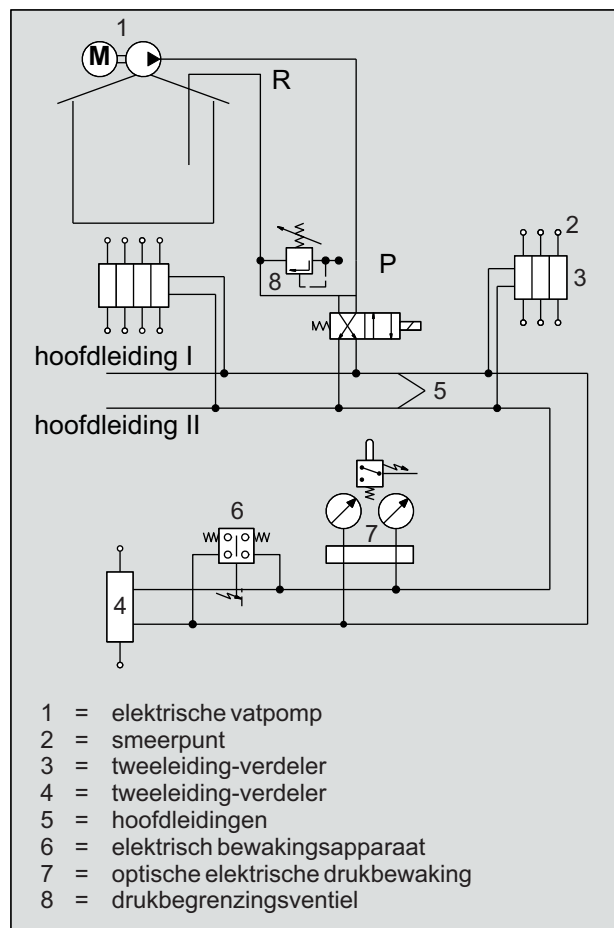 1
M
R
2
3
8
P
hoofdleiding I
5
hoofdleiding II
6
7
4
1 = elektrische vatpomp
2 = smeerpunt
3 = tweeleiding-verdeler
4 = tweeleiding-verdeler
5 = hoofdleidingen
6 = elektrisch bewakingsapparaat
7 = optische elektrische drukbewaking
8 = drukbegrenzingsventiel